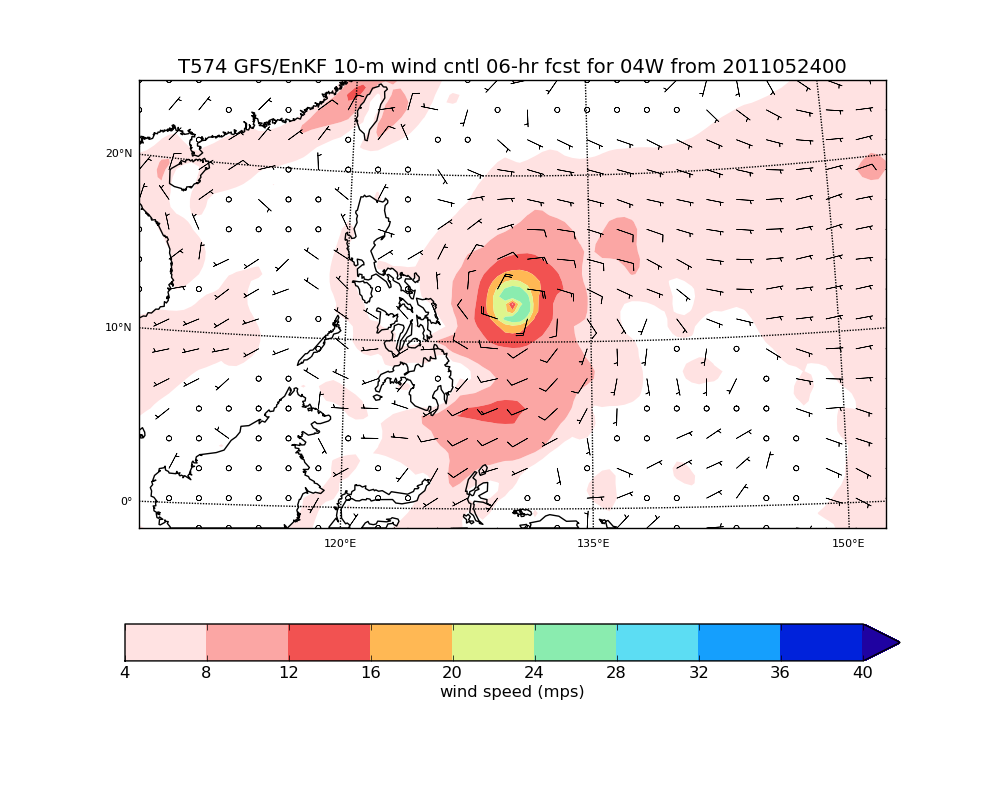 T574 GFS/EnKF 10-m wind cntl 06-hr fcst for 04W from 2011052400
20°N
10°N
0°
120°E 135°E 150°E
4 8 12 16 20 24 28 32 36 40
wind speed (mps)